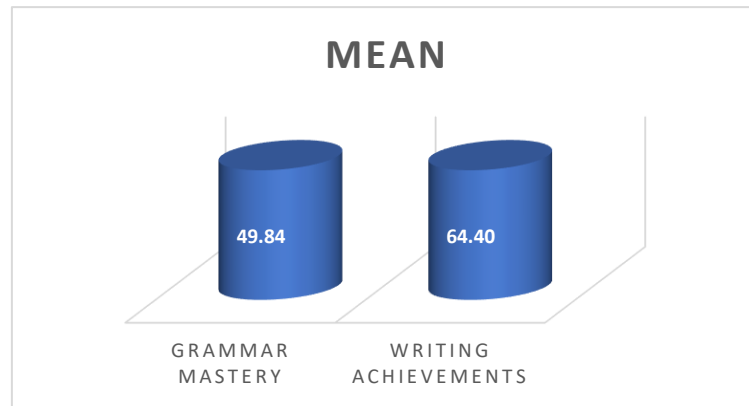 MEAN
49.84
64.40
GRAMMAR
MASTERY
WRITING
ACHIEVEMENTS